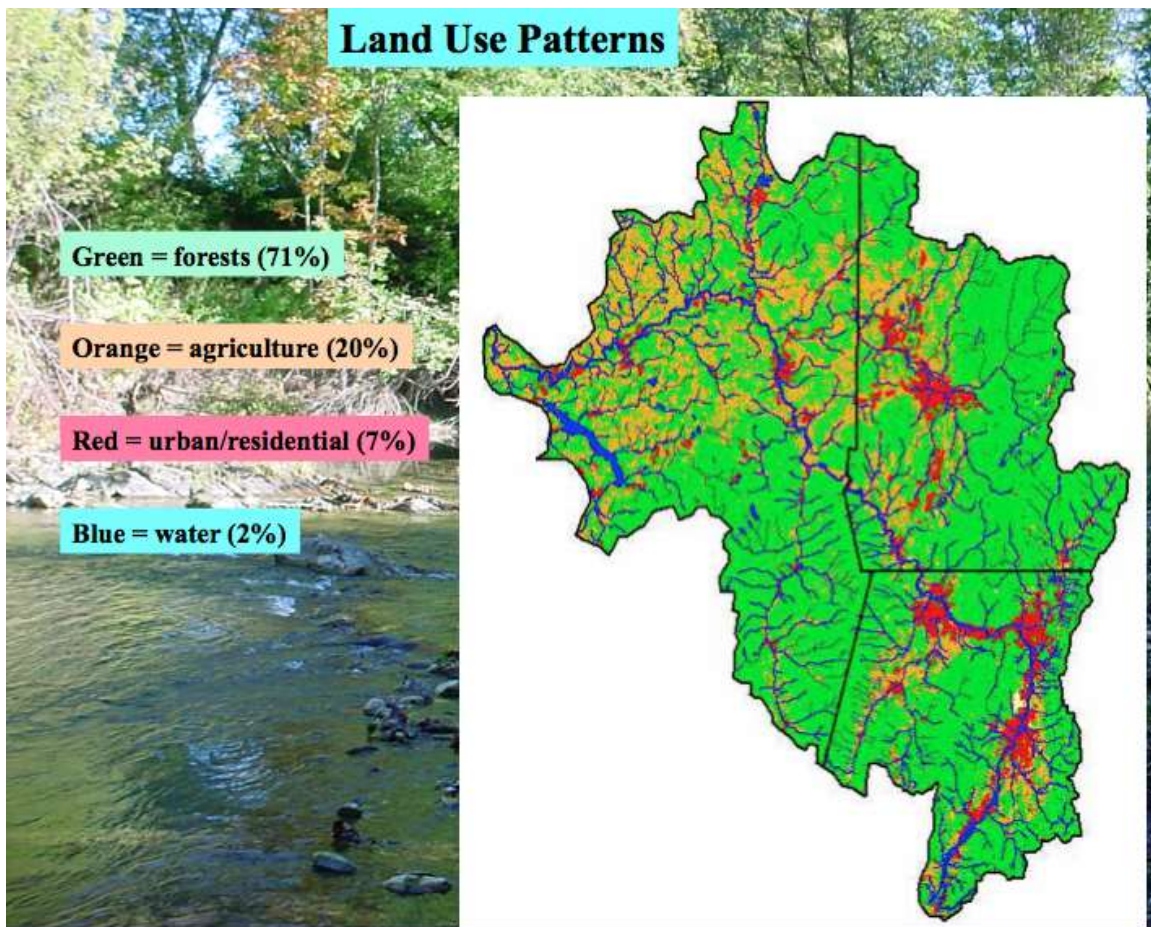 Land Use Patterns
Green = forests (71%)
Orange = agriculture (20%)
Red = urban/residential (7%)
Blue = water (2%)